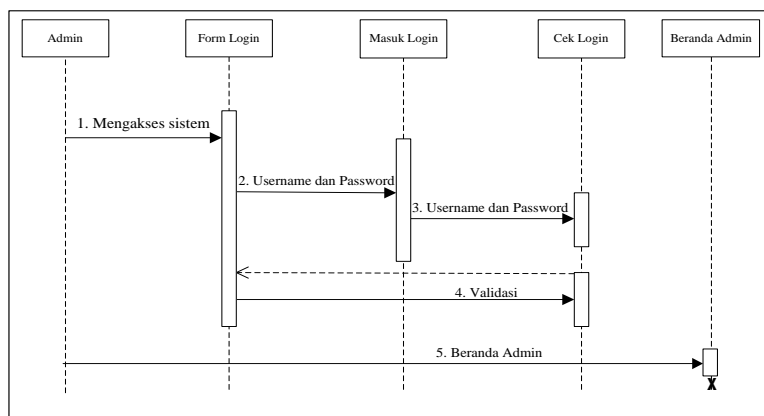 Admin
Form Login
Masuk Login
Cek Login
Beranda Admin
1. Mengakses sistem
2. Username dan Password
3. Username dan Password
4. Validasi
5. Beranda Admin